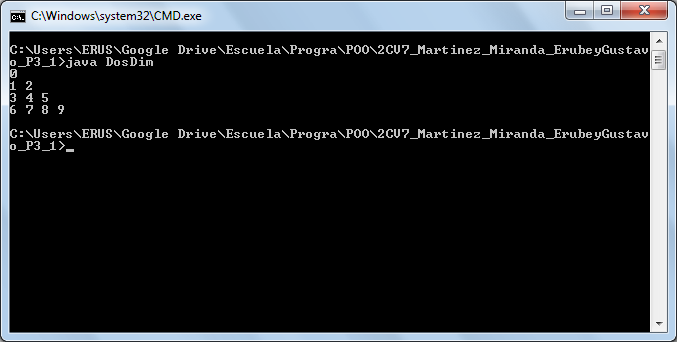 C:\Windows\system32\CMD.exe
C:\Users\ERUS\Google Drive\Escuela\Progra\POO\2CV7_Martinez_Miranda_ErubeyGustav
o_P3_1>java DosDim
0
1 2
3 4 5
6 7 8 9
C:\Users\ERUS\Google Drive\Escuela\Progra\POO\2CV7_Martinez_Miranda_ErubeyGustav
o_P3_1>_